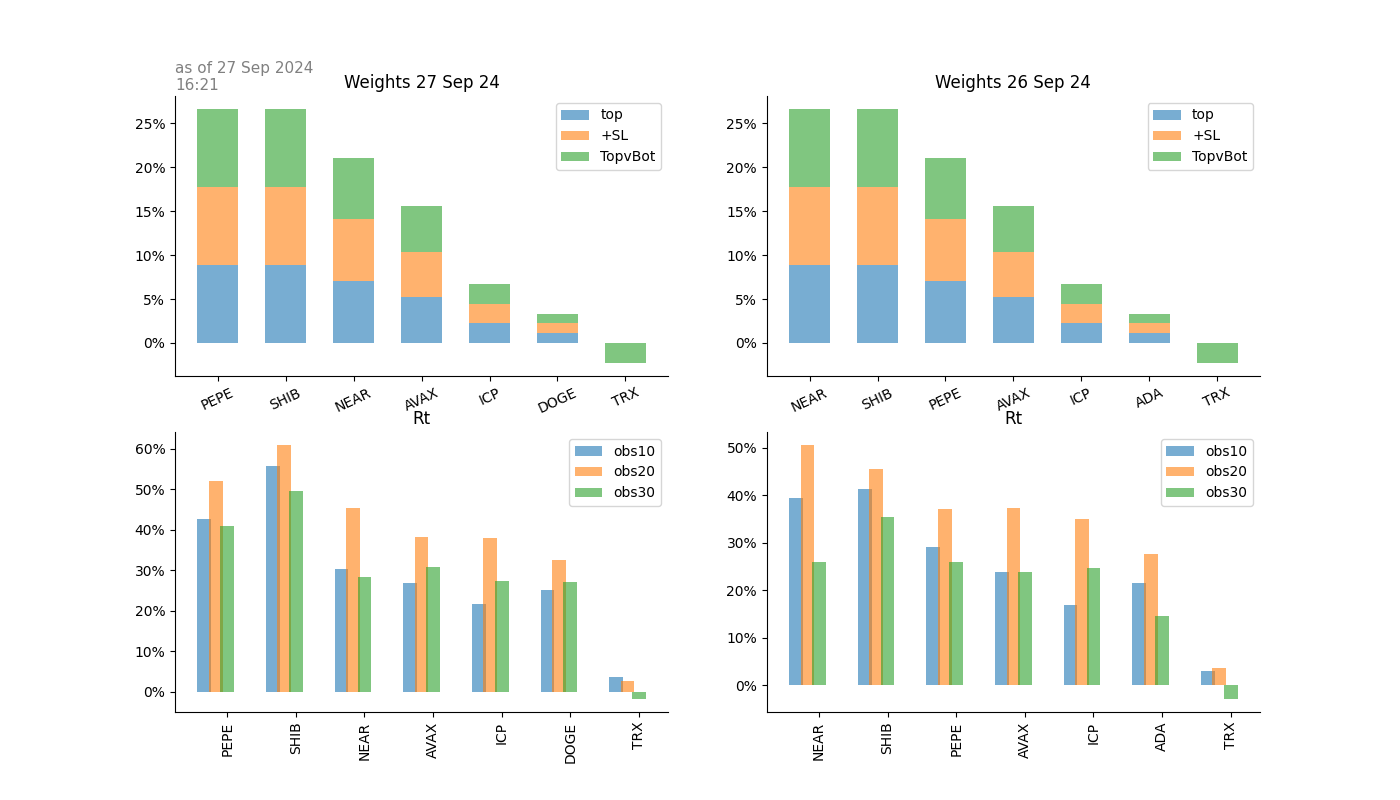 as of 27 Sep 2024
16:21
Weights 27 Sep 24
25%
20%
15%
10%
5%
0%
top
+SL
TopvBot
PEPE
SHIB
NEAR
AVAX
ICP
DOGE
TRX
Weights 26 Sep 24
25%
20%
15%
10%
5%
0%
top
+SL
TopvBot
NEAR
SHIB
PEPE
AVAX
ICP
ADA
TRX
Rt
60%
50%
40%
30%
20%
10%
0%
obs10
obs20
obs30
PEPE
SHIB
NEAR
AVAX
ICP
DOGE
TRX
Rt
50%
40%
30%
20%
10%
0%
obs10
obs20
obs30
NEAR
SHIB
PEPE
AVAX
ICP
ADA
TRX